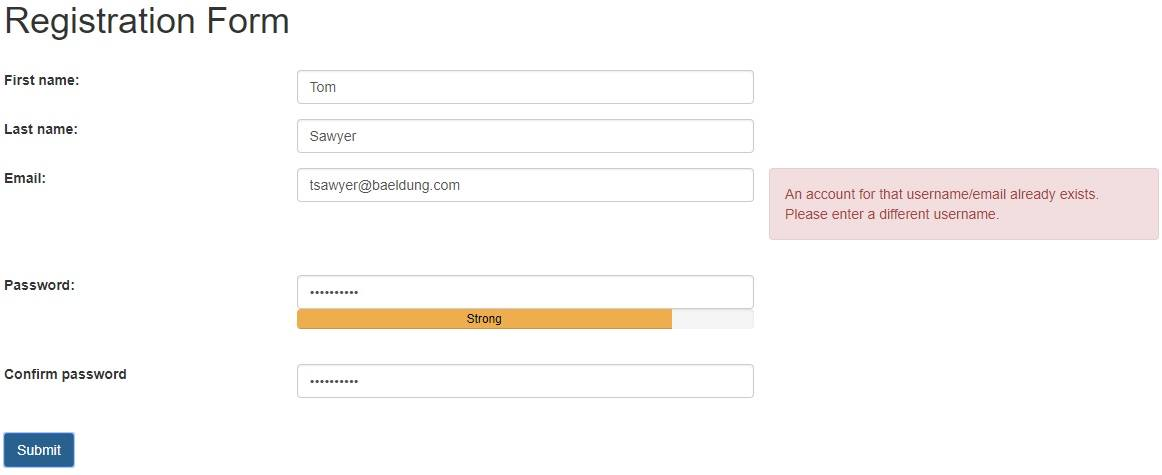 Registration Form
First name:
Tom
Last name:
Sawyer
Email:
tsawyer@baeldung.com
An account for that username/email already exists.
Please enter a different username.
Password:
••••••••••
Strong
Confirm password
••••••••••
Submit